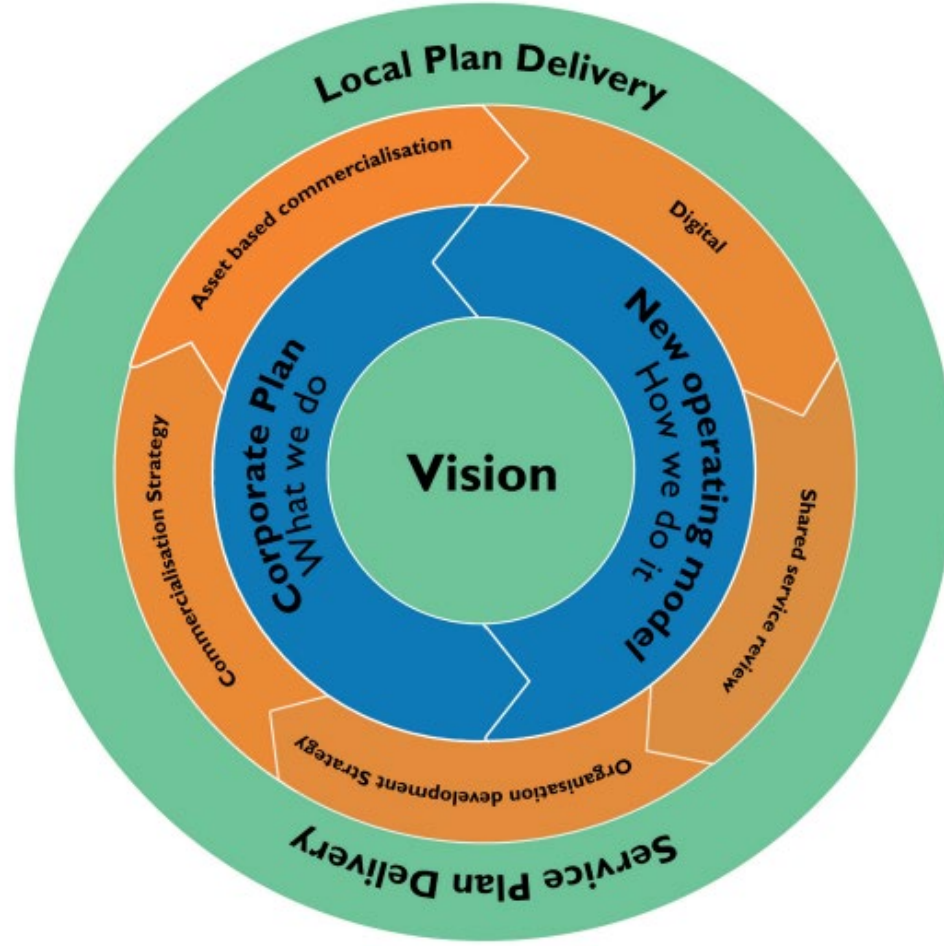 Local Plan Delivery
Asset based commercialisation
Digital
Shared service review
Organisation development Strategy
Commercialisation Strategy
Corporate Plan
What we do
New operating model
How we do it
Vision
Service Plan Delivery